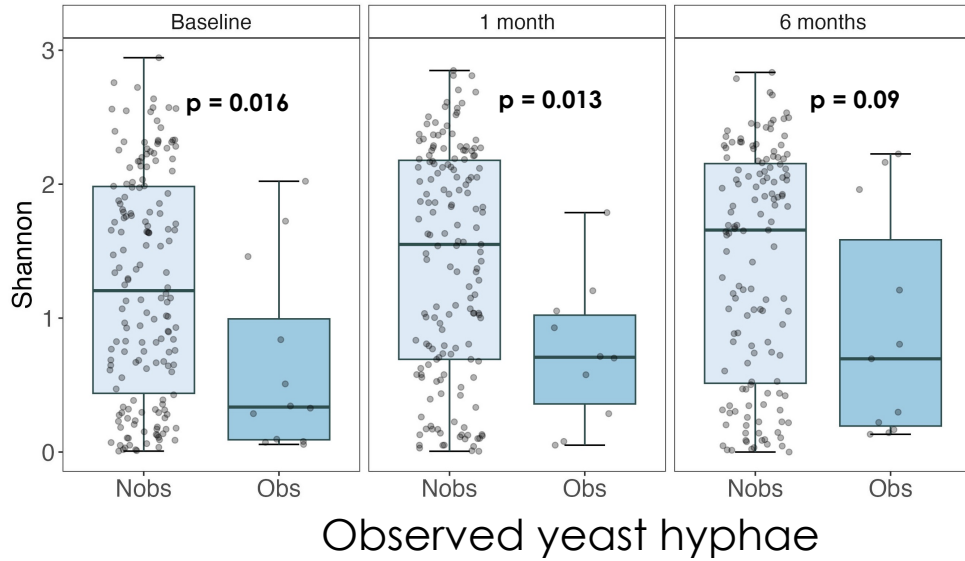 Baseline
1 month
6 months
3
2
1
0
Shannon
p = 0.016
p = 0.013
p = 0.09
Nobs
Obs
Nobs
Obs
Nobs
Obs
Observed yeast hyphae